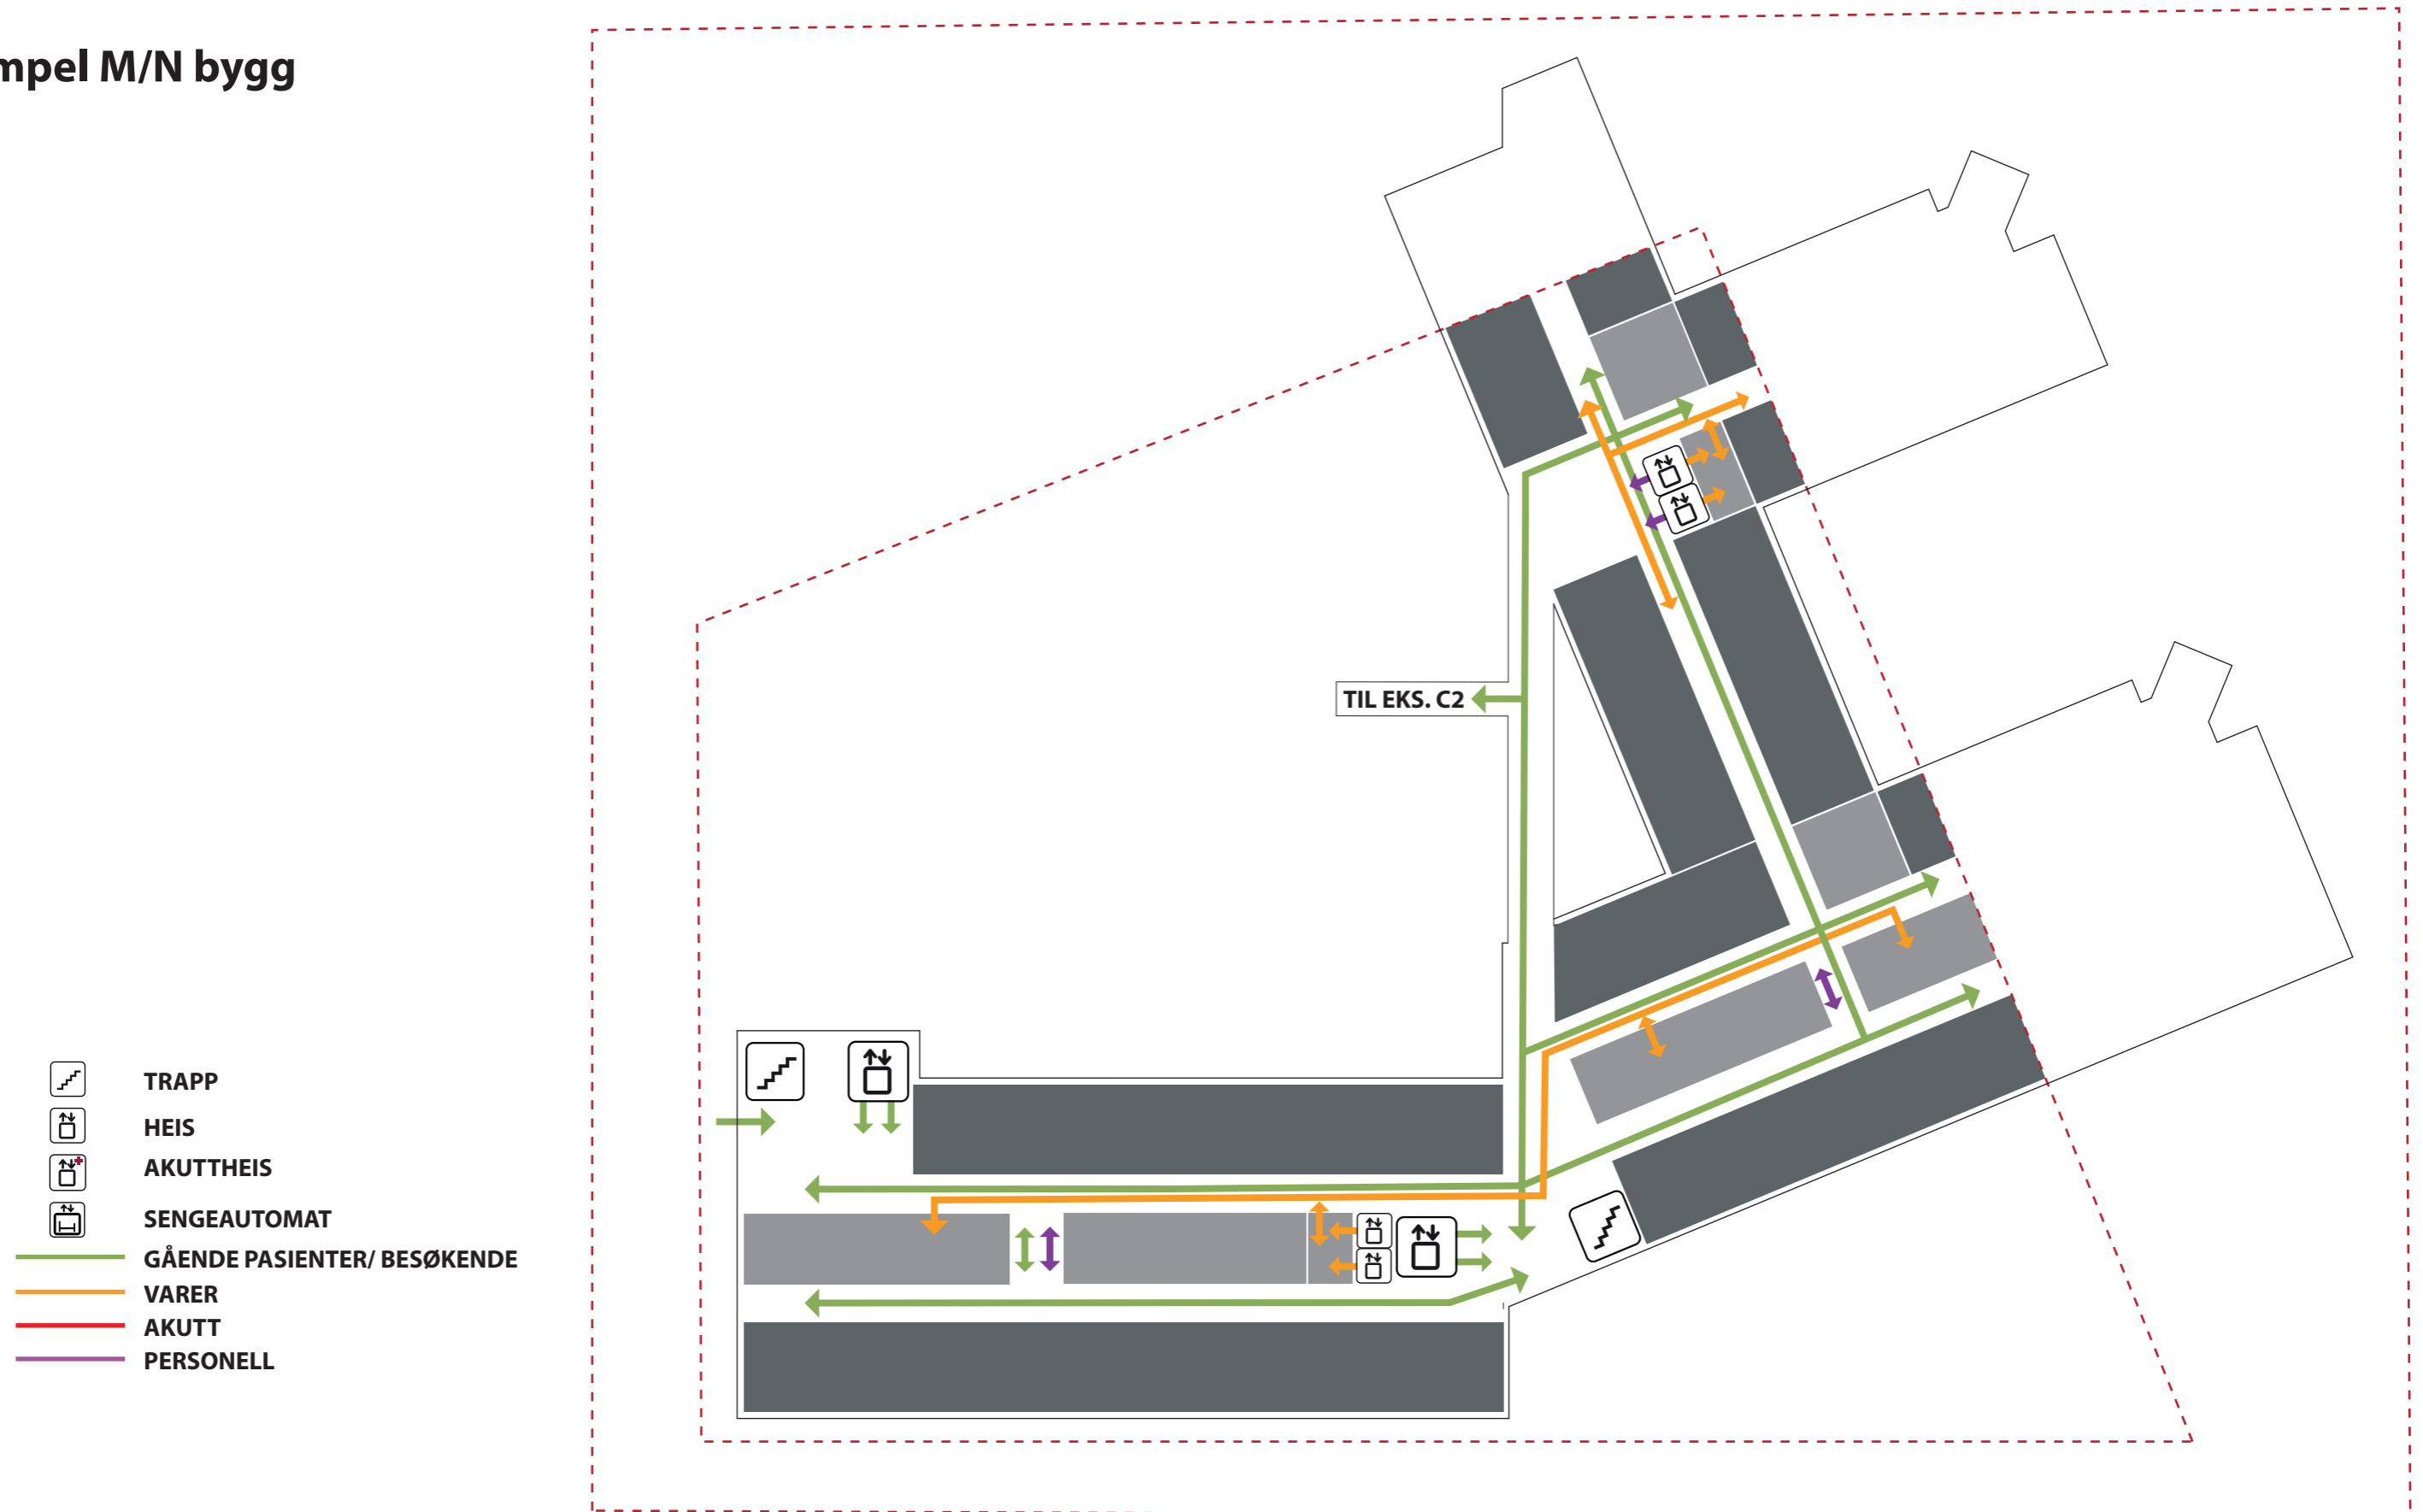 mpel M/N bygg
TIL EKS. C2
TRAPP
HEIS
AKUTTHEIS
SENGEAUTOMAT
GÅENDE PASIENTER/ BESØKENDE
VARER
AKUTT
PERSONELL